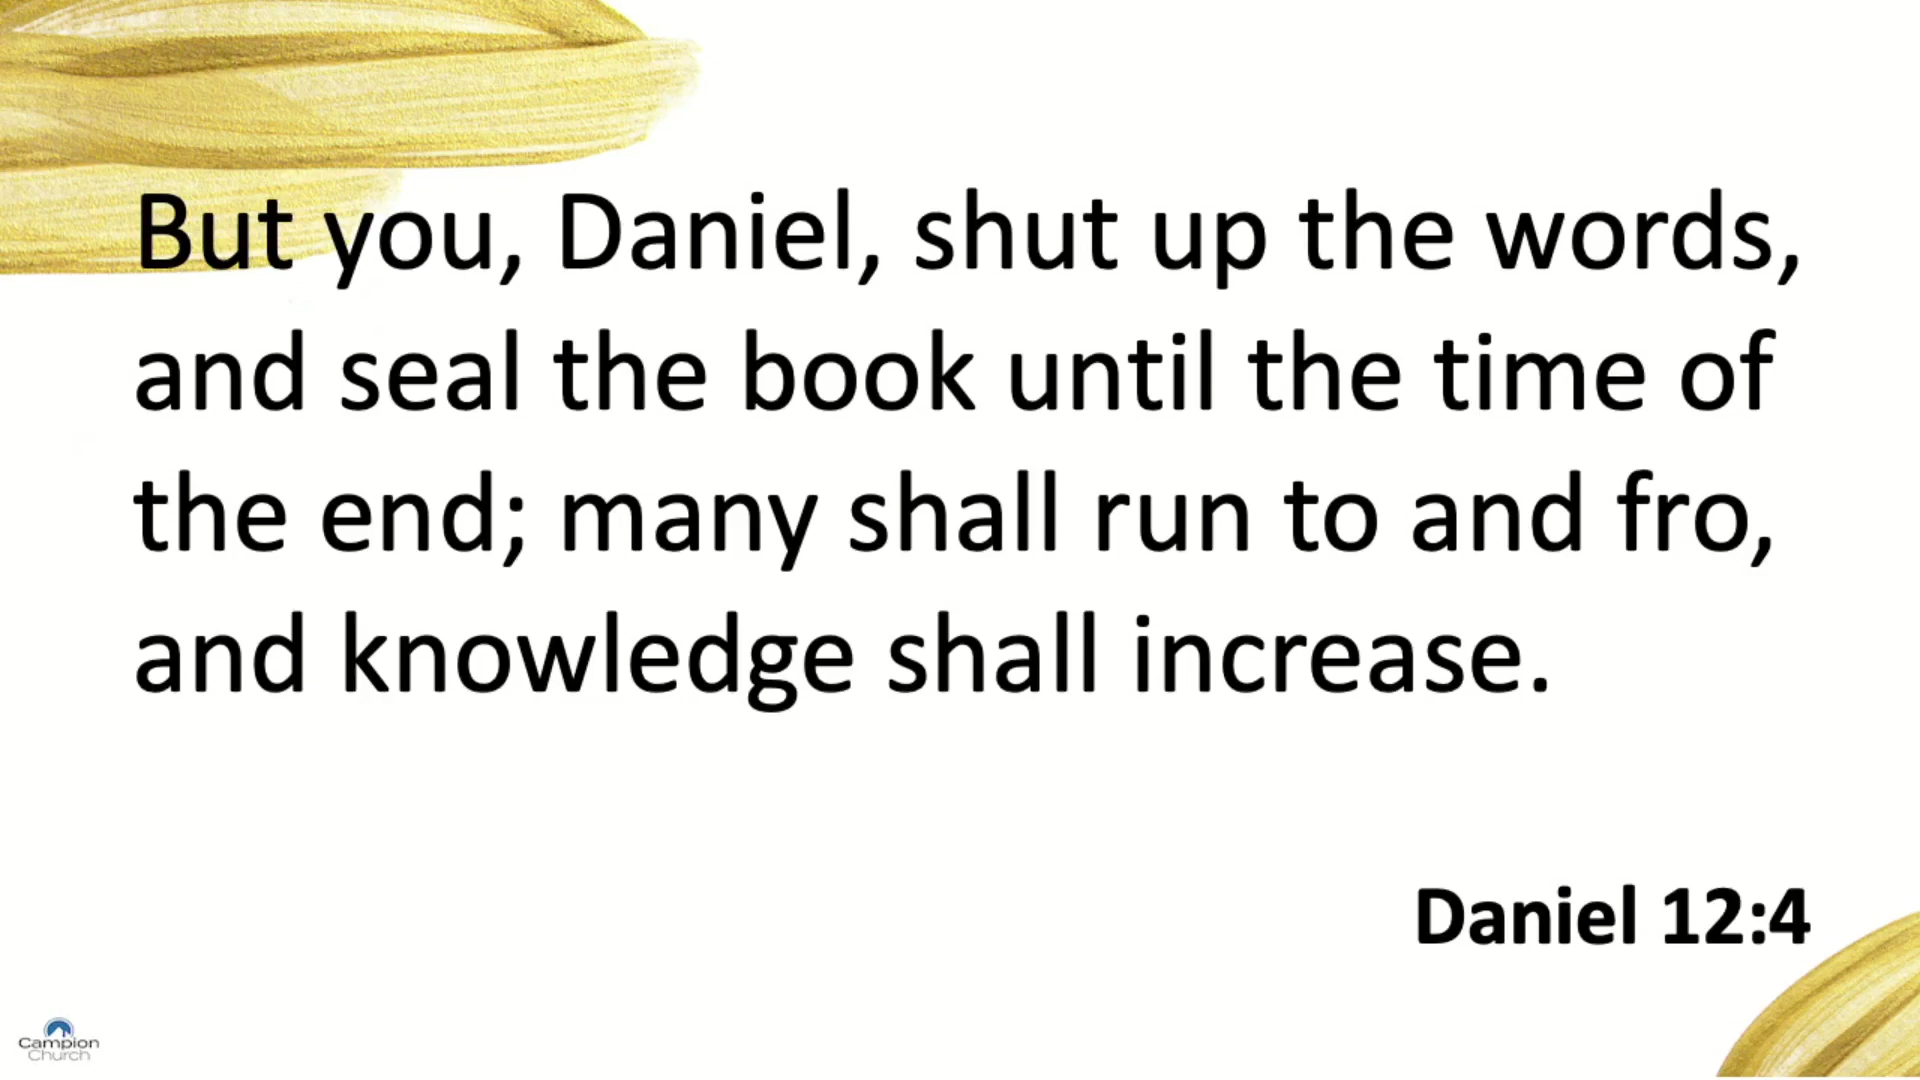 But you, Daniel, shut up the words,
and seal the book until the time of
the end; many shall run to and fro,
and knowledge shall increase.
Daniel 12:4
Campion
Church